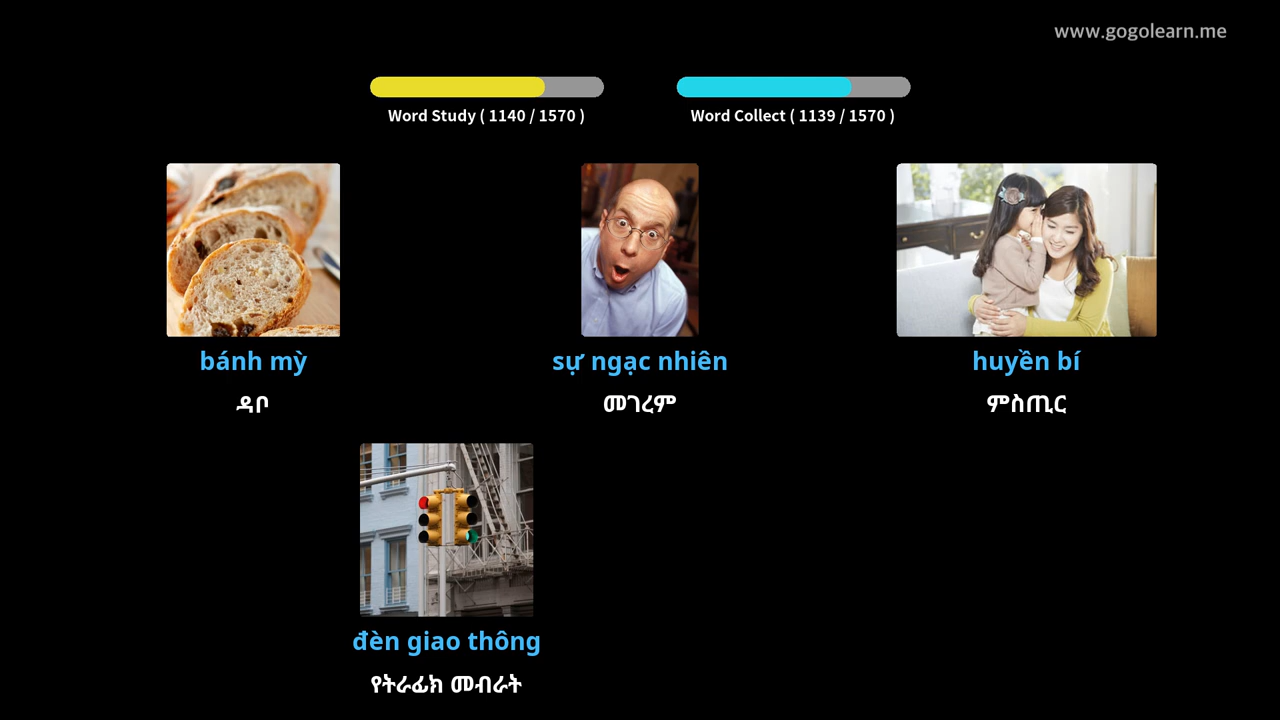 www.gogolearn.me
Word Study ( 1140 / 1570 )
Word Collect ( 1139 / 1570 )
bánh mỳ
ዳቦ
sự ngạc nhiên
መገረም
huyền bí
ምስጢር
đèn giao thông
የትራፊክ መብራት